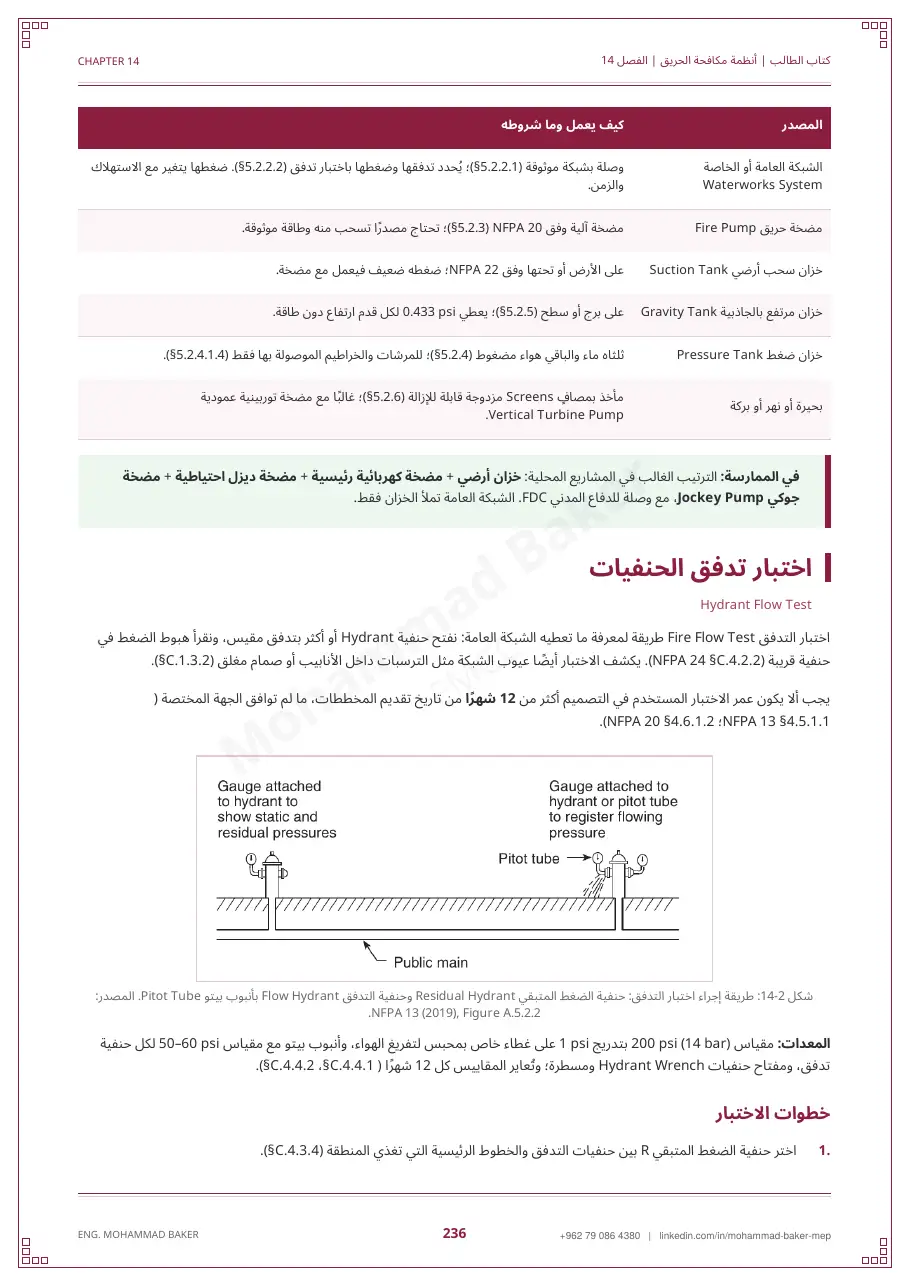 CHAPTER 14
كتاب الطالب | أنظمة مكافحة الحريق | الفصل 14
المصدر
كيف يعمل وما شروطه
الشبكة العامة أو الخاصة
Waterworks System
وصلة بشبكة موثوقة (§5.2.2.1)؛ يُحدد تدفقها وضغطها باختبار تدفق (§5.2.2.2). ضغطها يتغير مع الاستهلاك
والزمن.
مضخة حريق Fire Pump
مضخة آلية وفق NFPA 20 (§5.2.3)؛ تحتاج مصدرًا تسحب منه وطاقة موثوقة.
خزان سحب أرضي Suction Tank
على الأرض أو تحتها وفق NFPA 22؛ ضغطه ضعيف فيعمل مع مضخة.
خزان مرتفع بالجاذبية Gravity Tank
على برج أو سطح (§5.2.5)؛ يعطي 0.433 psi لكل قدم ارتفاع دون طاقة.
خزان ضغط Pressure Tank
ثلثاه ماء والباقي هواء مضغوط (§5.2.4)؛ للمرشات والخراطيم الموصولة بها فقط (§5.2.4.1.4).
بحيرة أو نهر أو بركة
مأخذ بمصافٍ Screens مزدوجة قابلة للإزالة (§5.2.6)؛ غالبًا مع مضخة توربينية عمودية
Vertical Turbine Pump.
في الممارسة: الترتيب الغالب في المشاريع المحلية: خزان أرضي + مضخة كهربائية رئيسية + مضخة ديزل احتياطية + مضخة
جوكي Jockey Pump، مع وصلة للدفاع المدني FDC. الشبكة العامة تملأ الخزان فقط.
Mohammad Baker
اختبار تدفق الحنفيات
Hydrant Flow Test
اختبار التدفق Fire Flow Test طريقة لمعرفة ما تعطيه الشبكة العامة: نفتح حنفية Hydrant أو أكثر بتدفق مقيس، ونقرأ هبوط الضغط في
حنفية قريبة (NFPA 24 §C.4.2.2). يكشف الاختبار أيضًا عيوب الشبكة مثل الترسبات داخل الأنابيب أو صمام مغلق (§C.1.3.2).
يجب ألا يكون عمر الاختبار المستخدم في التصميم أكثر من 12 شهرًا من تاريخ تقديم المخططات، ما لم توافق الجهة المختصة (
NFPA 13 §4.5.1.1؛ NFPA 20 §4.6.1.2).
Gauge attached
to hydrant to
show static and
residual pressures
Gauge attached to
hydrant or pitot tube
to register flowing
pressure
Pitot tube
Public main
شكل 2-14: طريقة إجراء اختبار التدفق: حنفية الضغط المتبقي Residual Hydrant وحنفية التدفق Flow Hydrant بأنبوب بيتو Pitot Tube. المصدر:
NFPA 13 (2019), Figure A.5.2.2.
المعدات: مقياس 200 psi (14 bar) بتدريج 1 psi على غطاء خاص بمحبس لتفريغ الهواء، وأنبوب بيتو مع مقياس 50–60 psi لكل حنفية
تدفق، ومفتاح حنفيات Hydrant Wrench ومسطرة؛ وتُعاير المقاييس كل 12 شهرًا ( §C.4.4.1، §C.4.4.2).
خطوات الاختبار
1. اختر حنفية الضغط المتبقي R بين حنفيات التدفق والخطوط الرئيسية التي تغذي المنطقة (§C.4.3.4).
ENG. MOHAMMAD BAKER
236
+962 79 086 4380 | linkedin.com/in/mohammad-baker-mep